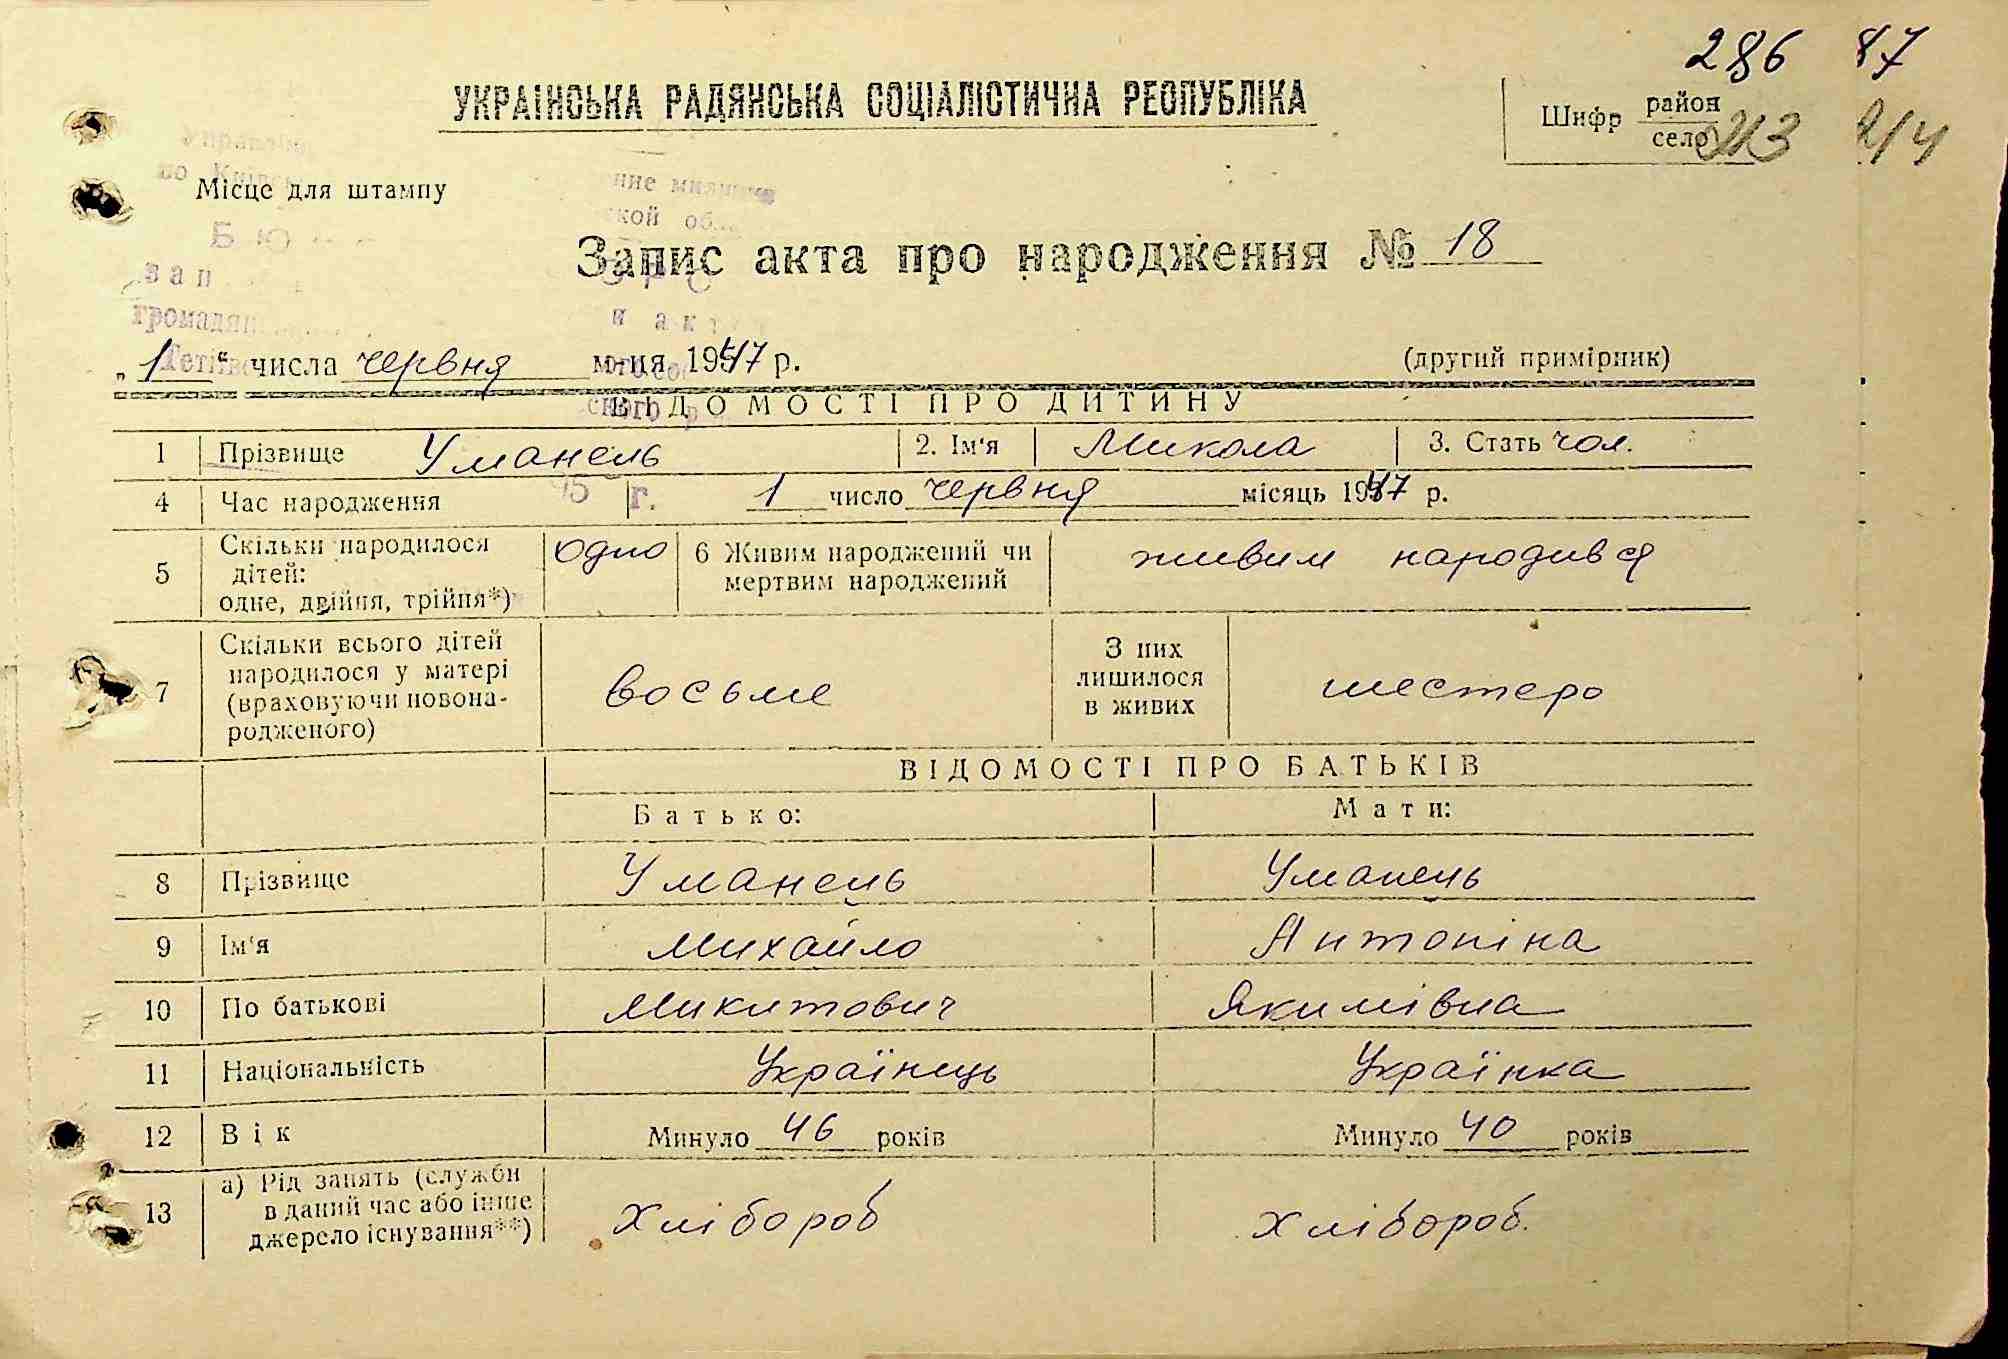 286 87
УКРАЇНСЬКА РАДЯНСЬКА СОЦІАЛІСТИЧНА РЕСПУБЛІКА
Шифр район
село 213 214
Місце для штампу
Запис акта про народження № 18
„1“ числа червня м-ця 1947 р. (другий примірник)
ВІДОМОСТІ ПРО ДИТИНУ
1 Прізвище Уманець 2. Ім'я Микола 3. Стать чол.
4 Час народження 1 число червня місяць 1947 р.
5 Скільки народилося дітей: одне, двійня, трійня*) одно 6 Живим народжений чи мертвим народжений живим народився
7 Скільки всього дітей народилося у матері (враховуючи новонародженого) восьме З них лишилося в живих шестеро
ВІДОМОСТІ ПРО БАТЬКІВ
Батько: Мати:
8 Прізвище Уманець Уманець
9 Ім'я Михайло Антоніна
10 По батькові Микитович Якимівна
11 Національність Українець Українка
12 Вік Минуло 46 років Минуло 40 років
13 а) Рід занять (служби в даний час або інше джерело існування**) Хлібороб Хлібороб.